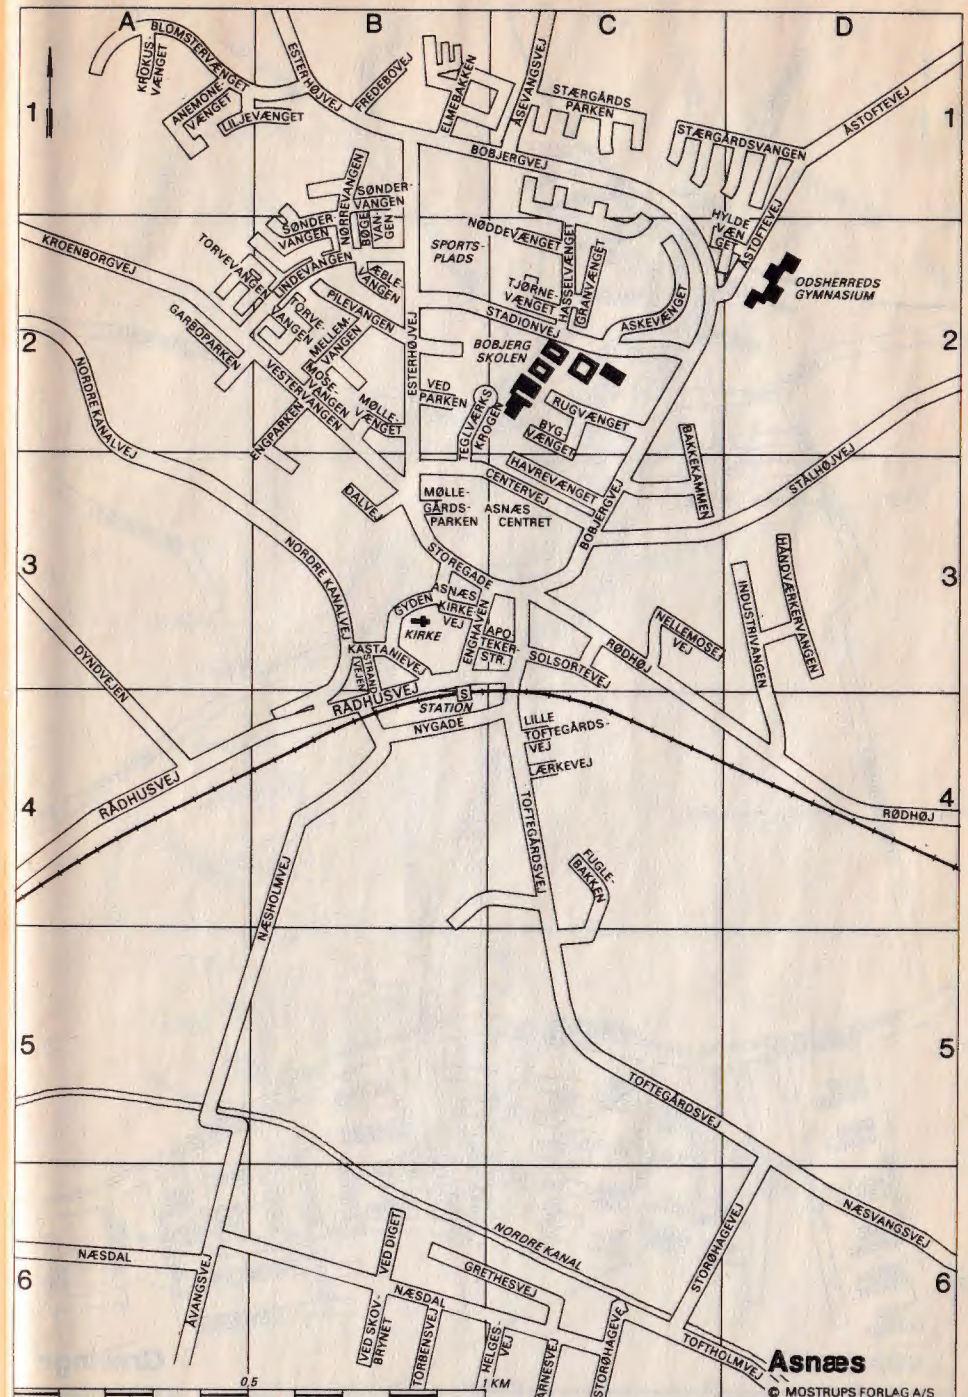 A B C D
1 1
2 2
3 3
4 4
5 5
6 6
BLOMSTERVÆNGET
KROKUS-
VÆNGET
ANEMONE-
VÆNGET
LILJEVÆNGET
ESTERHØJVEJ
FREDEBOVEJ
ELMEBAKKEN
ASEVANGSVEJ
STÆRGÅRDS
PARKEN
STÆRGÅRDSVANGEN
ÅSTOFTEVEJ
BOBJERGVEJ
HYLDE
VÆN
GET
ÅSTOFTEVEJ
ODSHERREDS
GYMNASIUM
SØNDER-
VANGEN
NØRREVANGEN
BØGE
VAN-
GEN
SØNDER-
VANGEN
TORVEVANGEN
LINDEVANGEN
ÆBLE-
VANGEN
PILEVANGEN
TORVE-
VANGEN
MELLEM-
VANGEN
MOSE-
VANGEN
MØLLE-
VÆNGET
KROENBORGVEJ
GARBOPARKEN
VESTERVANGEN
ENGPARKEN
NORDRE KANALVEJ
SPORTS-
PLADS
NØDDEVÆNGET
HASSELVÆNGET
GRANVÆNGET
TJØRNE-
VÆNGET
ASKEVÆNGET
STADIONVEJ
BOBJERG
SKOLEN
ESTERHØJVEJ
VED
PARKEN
TEGLVÆRKS
KROGEN
RUGVÆNGET
BYG-
VÆNGET
HAVREVÆNGET
CENTERVEJ
BAKKEKAMMEN
BOBJERGVEJ
STÅLHØJVEJ
DALVEJ
MØLLE-
GÅRDS-
PARKEN
ASNÆS
CENTRET
STOREGADE
NORDRE KANALVEJ
GYDEN
ASNÆS
KIRKE
VEJ
KIRKE
KASTANIEVEJ
STRAND
VEJEN
ENGHAVEN
APO
TEKER-
STR.
SOLSORTEVEJ
RØDHØJ
NELLEMOSE
VEJ
INDUSTRIVANGEN
HÅNDVÆRKERVANGEN
DYNDVEJEN
RÅDHUSVEJ
S
STATION
NYGADE
LILLE
TOFTEGÅRDS-
VEJ
LÆRKEVEJ
RÅDHUSVEJ
RØDHØJ
TOFTEGÅRDSVEJ
FUGLE-
BAKKEN
NÆSHOLMVEJ
TOFTEGÅRDSVEJ
NÆSVANGSVEJ
STORØHAGEVEJ
NORDRE KANAL
NÆSDAL
ÅVANGSVEJ
VED DIGET
GRETHESVEJ
NÆSDAL
VED SKOV-
BRYNET
TORBENSVEJ
HELGES-
VEJ
ARNESVEJ
STORØHAGEVEJ
TOFTHOLMVEJ
0,5
1 KM
Asnæs
© MOSTRUPS FORLAG A/S